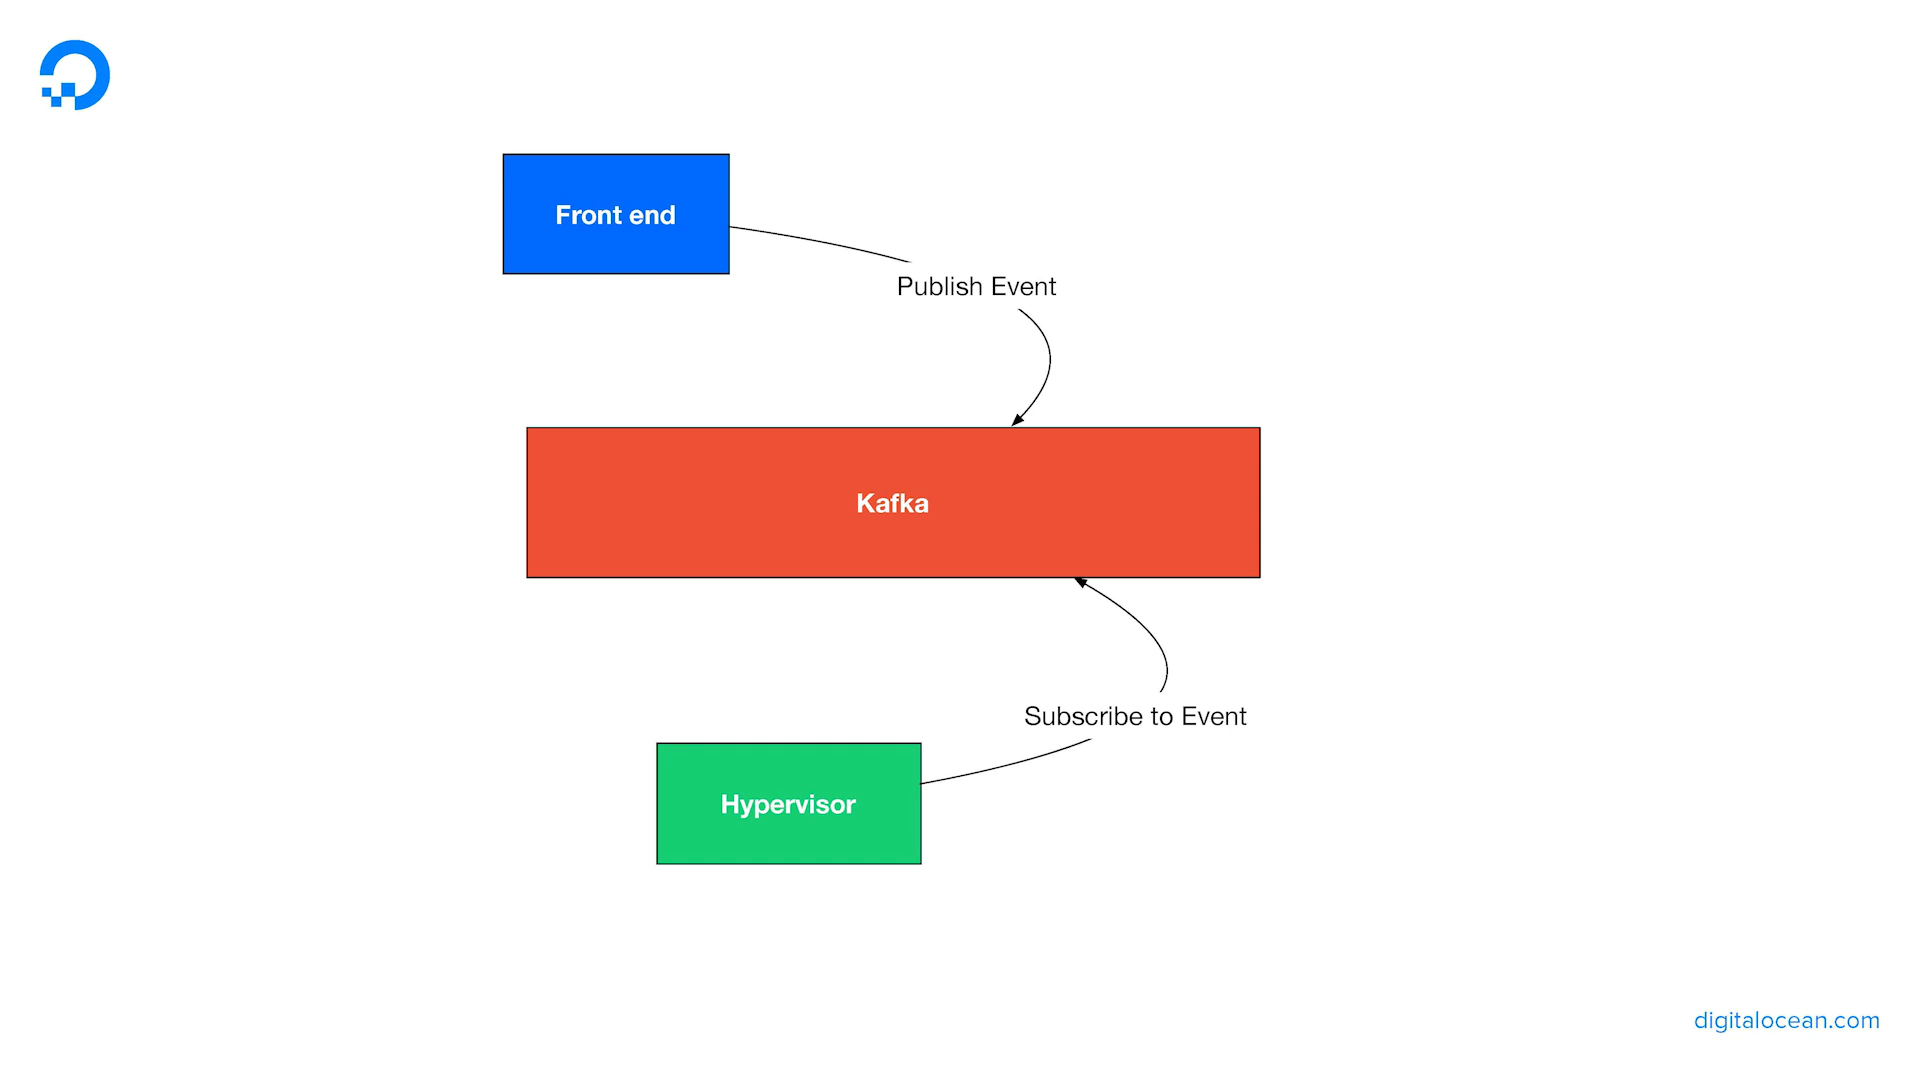 Front end
Publish Event
Kafka
Subscribe to Event
Hypervisor
digitalocean.com